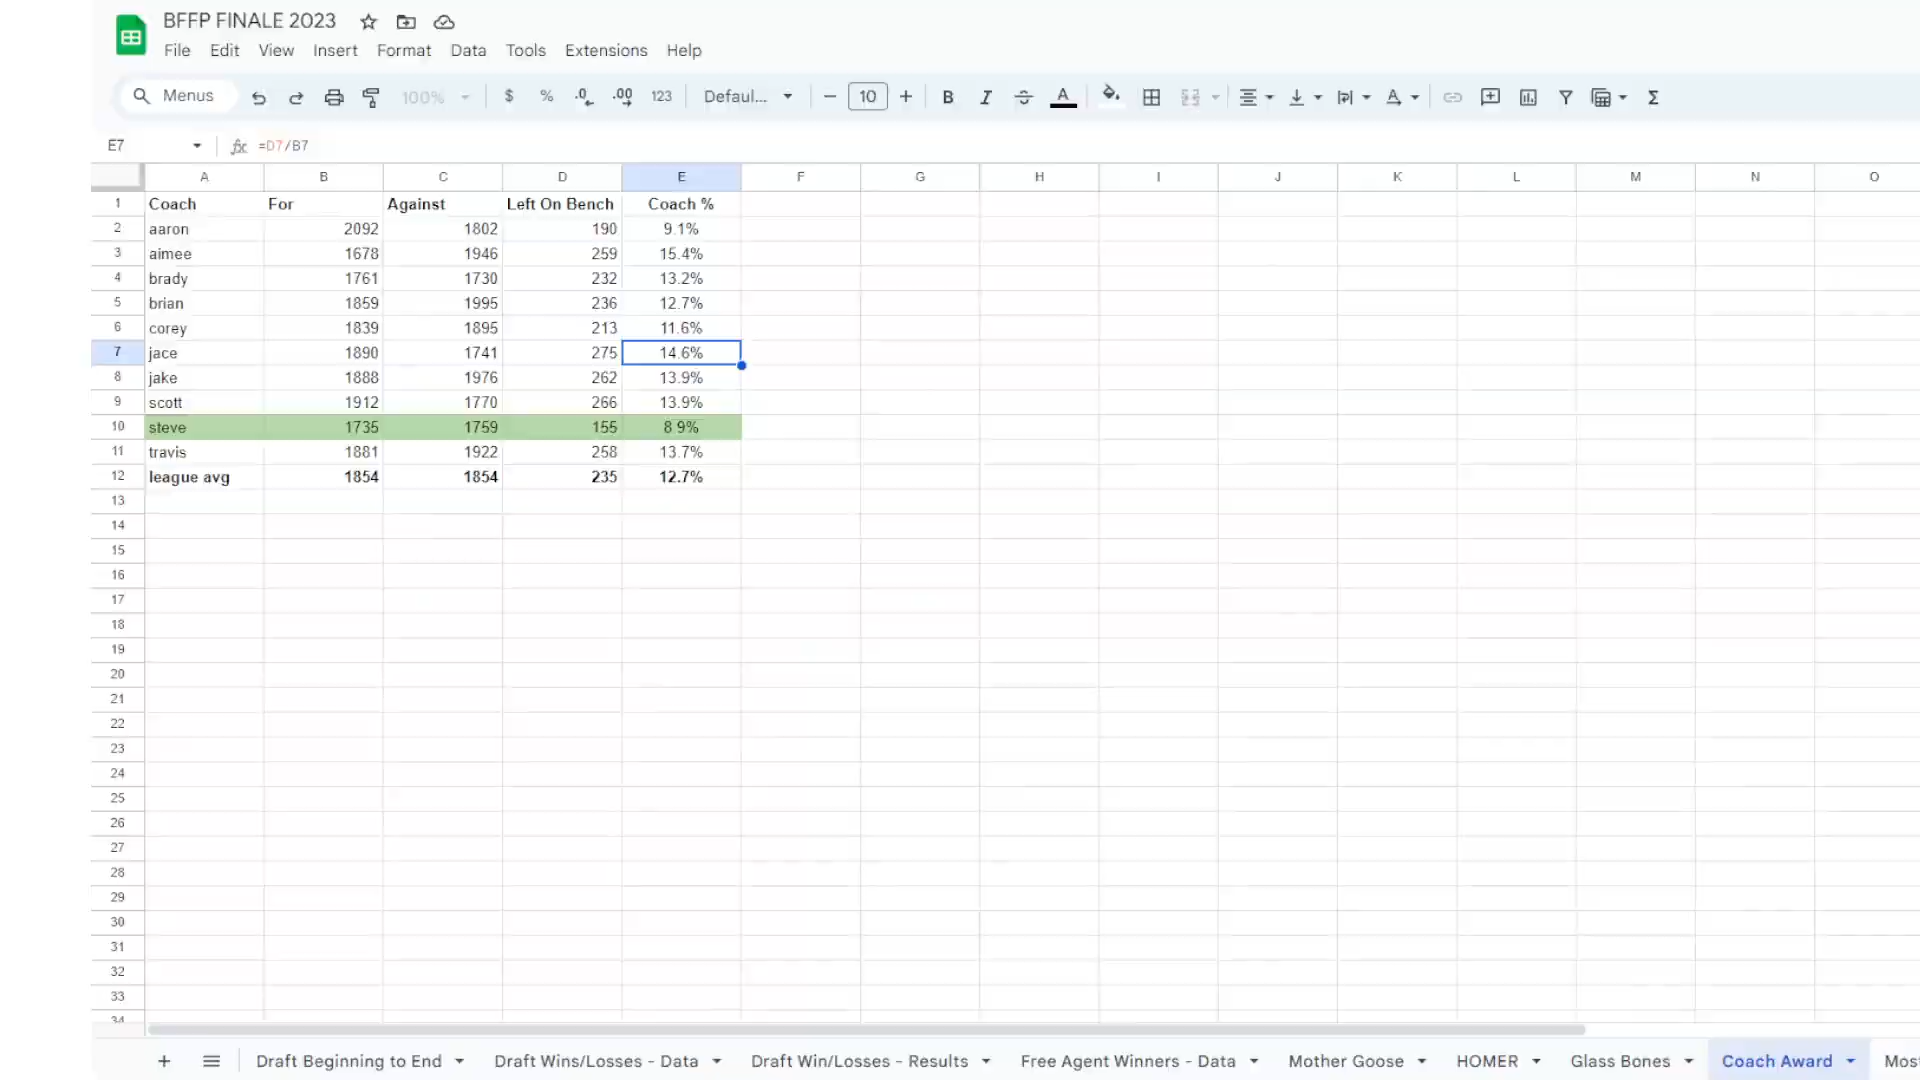 BFFP FINALE 2023
File Edit View Insert Format Data Tools Extensions Help
Menus 100% $ % .0 .00 123 Defaul... 10 B I A A Σ
E7 fx =D7/B7
A B C D E F G H I J K L M N O
1 Coach For Against Left On Bench Coach %
2 aaron 2092 1802 190 9.1%
3 aimee 1678 1946 259 15.4%
4 brady 1761 1730 232 13.2%
5 brian 1859 1995 236 12.7%
6 corey 1839 1895 213 11.6%
7 jace 1890 1741 275 14.6%
8 jake 1888 1976 262 13.9%
9 scott 1912 1770 266 13.9%
10 steve 1735 1759 155 8 9%
11 travis 1881 1922 258 13.7%
12 league avg 1854 1854 235 12.7%
13
14
15
16
17
18
19
20
21
22
23
24
25
26
27
28
29
30
31
32
33
34
Draft Beginning to End Draft Wins/Losses - Data Draft Win/Losses - Results Free Agent Winners - Data Mother Goose HOMER Glass Bones Coach Award Mos